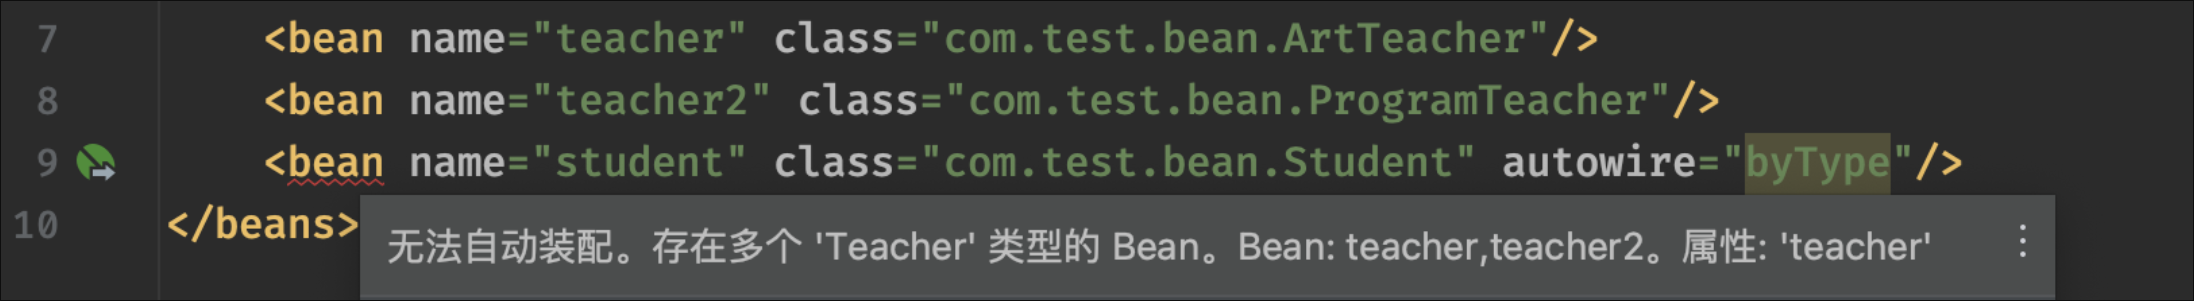 7 <bean name="teacher" class="com.test.bean.ArtTeacher"/>
8 <bean name="teacher2" class="com.test.bean.ProgramTeacher"/>
9 <bean name="student" class="com.test.bean.Student" autowire="byType"/>
10 </beans>
无法自动装配。存在多个 'Teacher' 类型的 Bean。Bean: teacher,teacher2。属性: 'teacher'